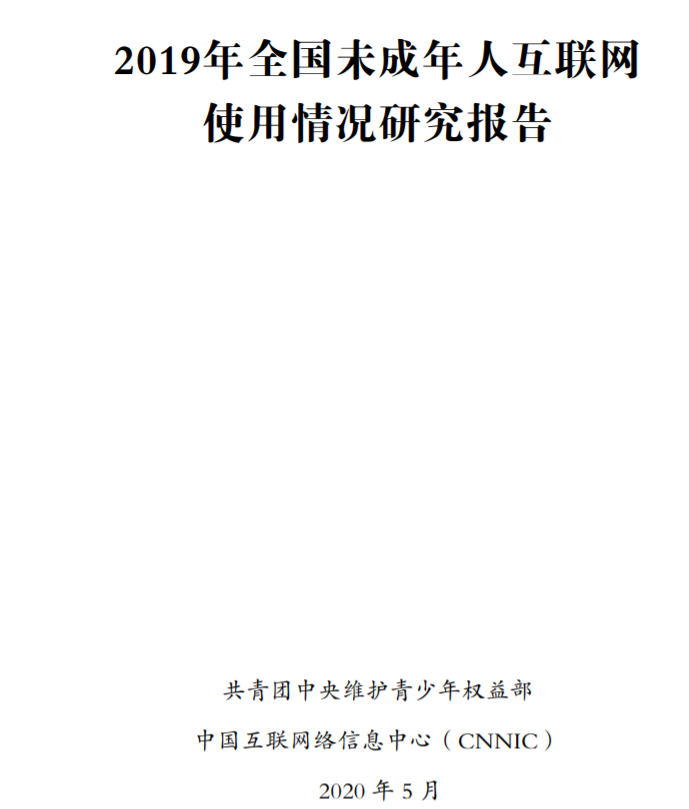 2019年全国未成年人互联网
使用情况研究报告
共青团中央维护青少年权益部
中国互联网络信息中心（CNNIC）
2020 年 5 月